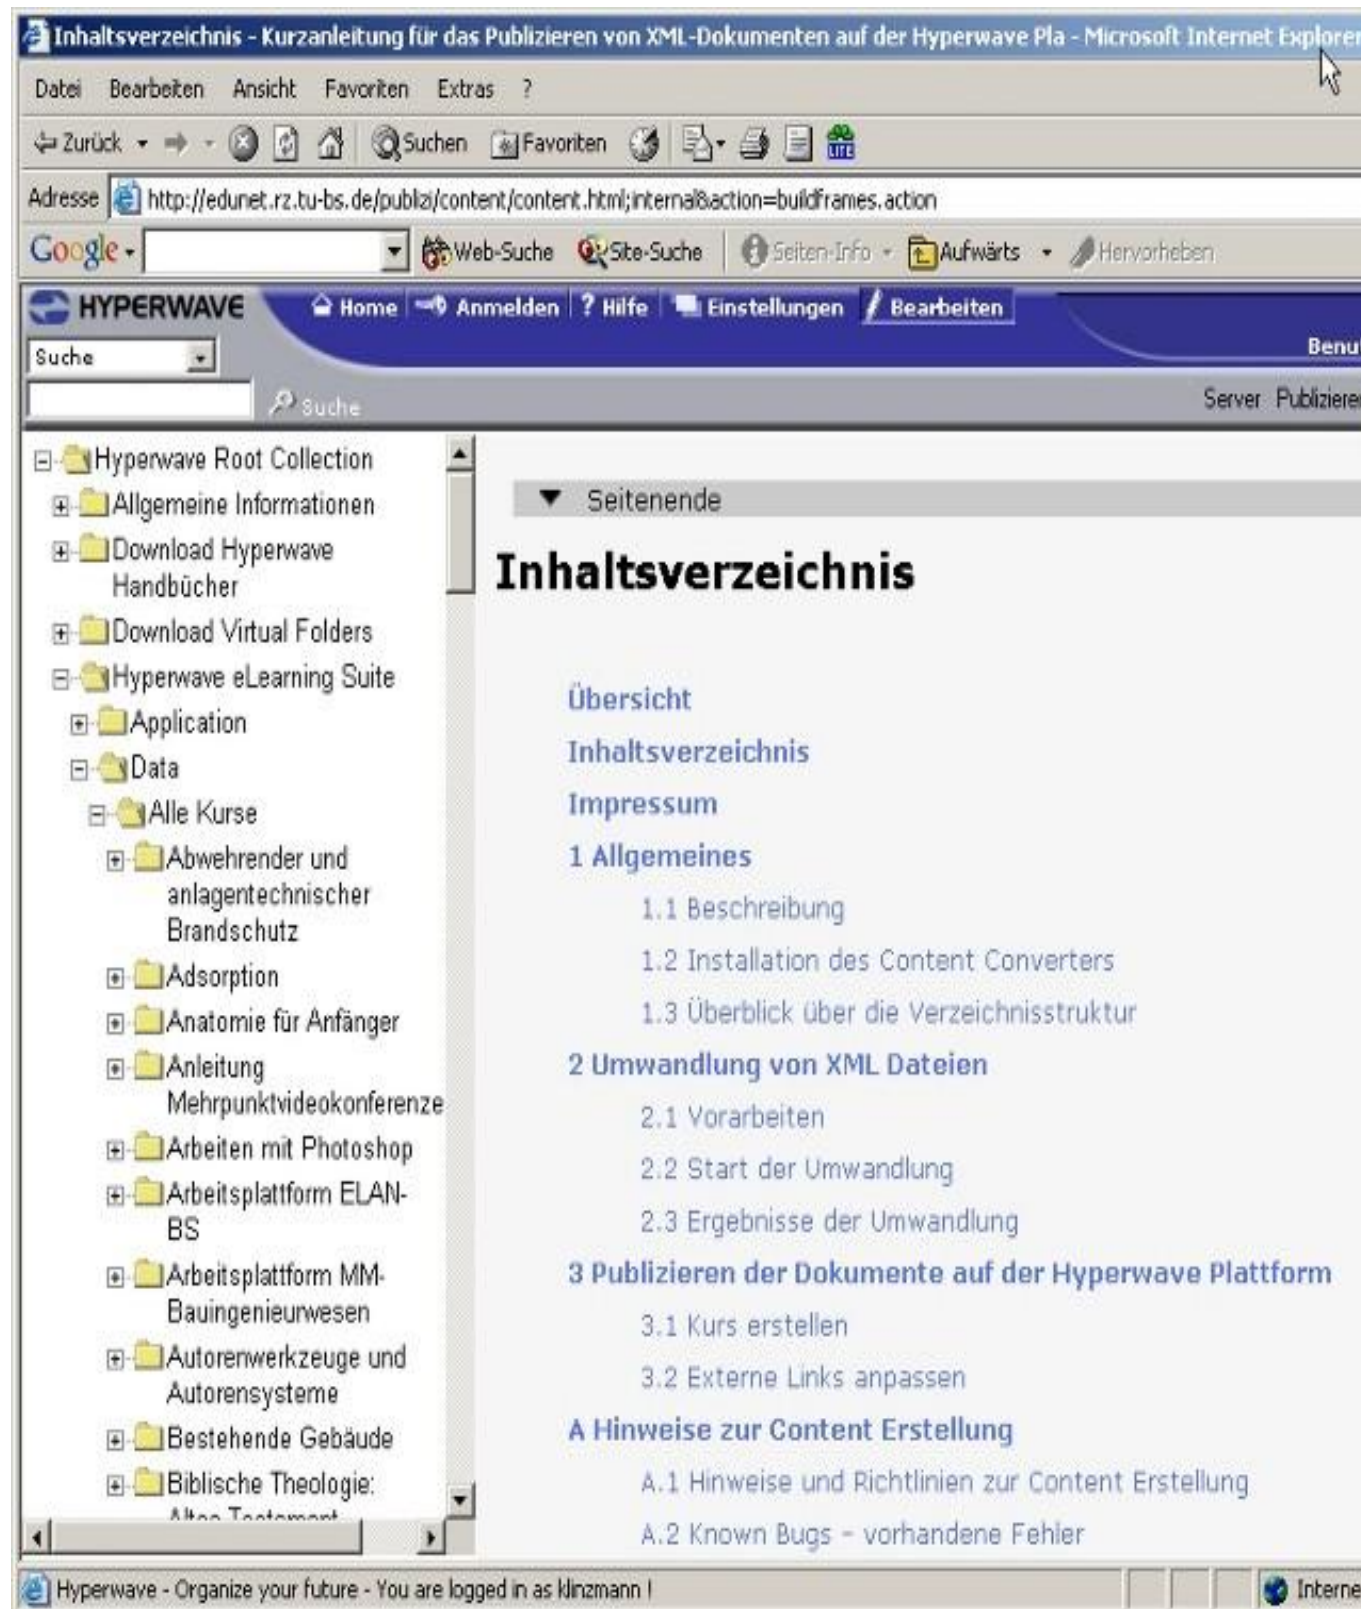 Inhaltsverzeichnis - Kurzanleitung für das Publizieren von XML-Dokumenten auf der Hyperwave Pla - Microsoft Internet Explorer
Datei Bearbeiten Ansicht Favoriten Extras ?
Zurück Suchen Favoriten LITE
Adresse http://edunet.rz.tu-bs.de/publizi/content/content.html;internal&action=buildframes.action
Google Web-Suche Site-Suche Seiten-Info Aufwärts Hervorheben
HYPERWAVE Home Anmelden ? Hilfe Einstellungen Bearbeiten
Suche
Benut
Suche
Server Publiziere
Hyperwave Root Collection
Allgemeine Informationen
Download Hyperwave
Handbücher
Download Virtual Folders
Hyperwave eLearning Suite
Application
Data
Alle Kurse
Abwehrender und
anlagentechnischer
Brandschutz
Adsorption
Anatomie für Anfänger
Anleitung
Mehrpunktvideokonferenze
Arbeiten mit Photoshop
Arbeitsplattform ELAN-
BS
Arbeitsplattform MM-
Bauingenieurwesen
Autorenwerkzeuge und
Autorensysteme
Bestehende Gebäude
Biblische Theologie:
Altes Testament
Seitenende
Inhaltsverzeichnis
Übersicht
Inhaltsverzeichnis
Impressum
1 Allgemeines
1.1 Beschreibung
1.2 Installation des Content Converters
1.3 Überblick über die Verzeichnisstruktur
2 Umwandlung von XML Dateien
2.1 Vorarbeiten
2.2 Start der Umwandlung
2.3 Ergebnisse der Umwandlung
3 Publizieren der Dokumente auf der Hyperwave Plattform
3.1 Kurs erstellen
3.2 Externe Links anpassen
A Hinweise zur Content Erstellung
A.1 Hinweise und Richtlinien zur Content Erstellung
A.2 Known Bugs - vorhandene Fehler
Hyperwave - Organize your future - You are logged in as klinzmann !
Interne